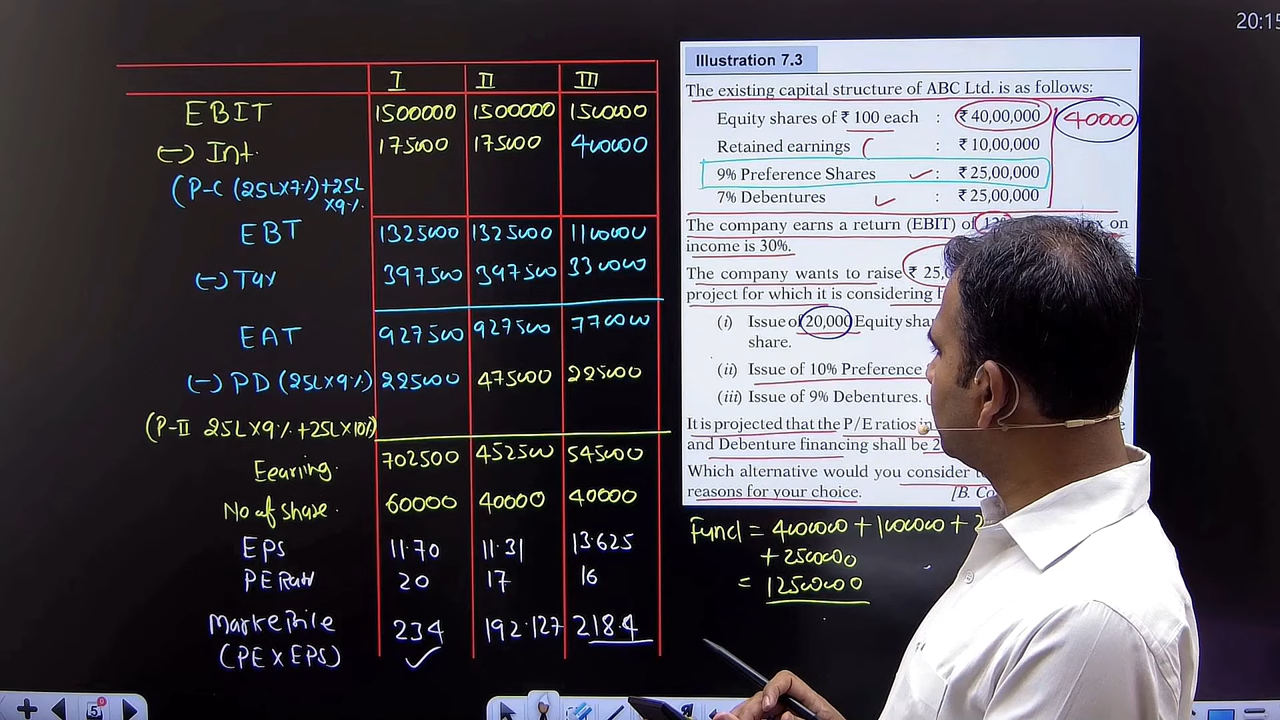 20:15
I II III
EBIT 1500000 1500000 1500000
(-) Int. 175000 175000 400000
(P-C (25L×7%)+25L
×9%
EBT 1325000 1325000 1100000
(-) Tax 397500 397500 330000
EAT 927500 927500 770000
(-) PD (25L×9%) 225000 475000 225000
(P-II 25L×9%+25L×10%)
Eearling. 702500 452500 545000
No of share. 60000 40000 40000
EPS 11.70 11.31 13.625
PE Ratio 20 17 16
Marke Price 234 192.127 218.4
(PE×EPS)
Illustration 7.3
The existing capital structure of ABC Ltd. is as follows:
Equity shares of ₹ 100 each : ₹ 40,00,000 40000
Retained earnings : ₹ 10,00,000
9% Preference Shares : ₹ 25,00,000
7% Debentures : ₹ 25,00,000
The company earns a return (EBIT) of on
income is 30%.
The company wants to raise ₹ 25,
project for which it is considering
(i) Issue of 20,000 Equity
share.
(ii) Issue of 10% Preference
(iii) Issue of 9% Debentures.
It is projected that the P/E ratios
and Debenture financing shall be
Which alternative would you consider
reasons for your choice. [B.
Fund = 4000000 + 1000000 +
+ 2500000
= 12500000
5